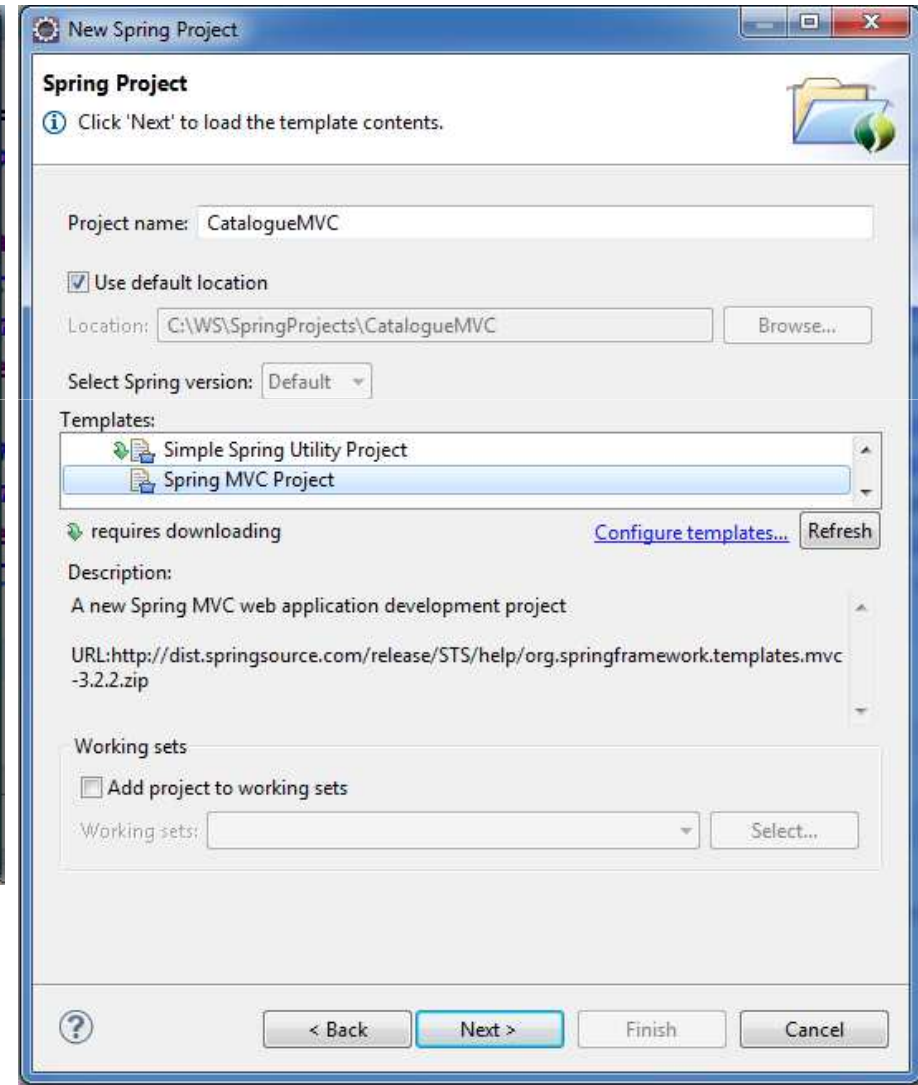 New Spring Project
Spring Project
Click 'Next' to load the template contents.
Project name: CatalogueMVC
Use default location
Location: C:\WS\SpringProjects\CatalogueMVC Browse...
Select Spring version: Default
Templates:
Simple Spring Utility Project
Spring MVC Project
requires downloading Configure templates... Refresh
Description:
A new Spring MVC web application development project
URL:http://dist.springsource.com/release/STS/help/org.springframework.templates.mvc
-3.2.2.zip
Working sets
Add project to working sets
Working sets: Select...
< Back Next > Finish Cancel